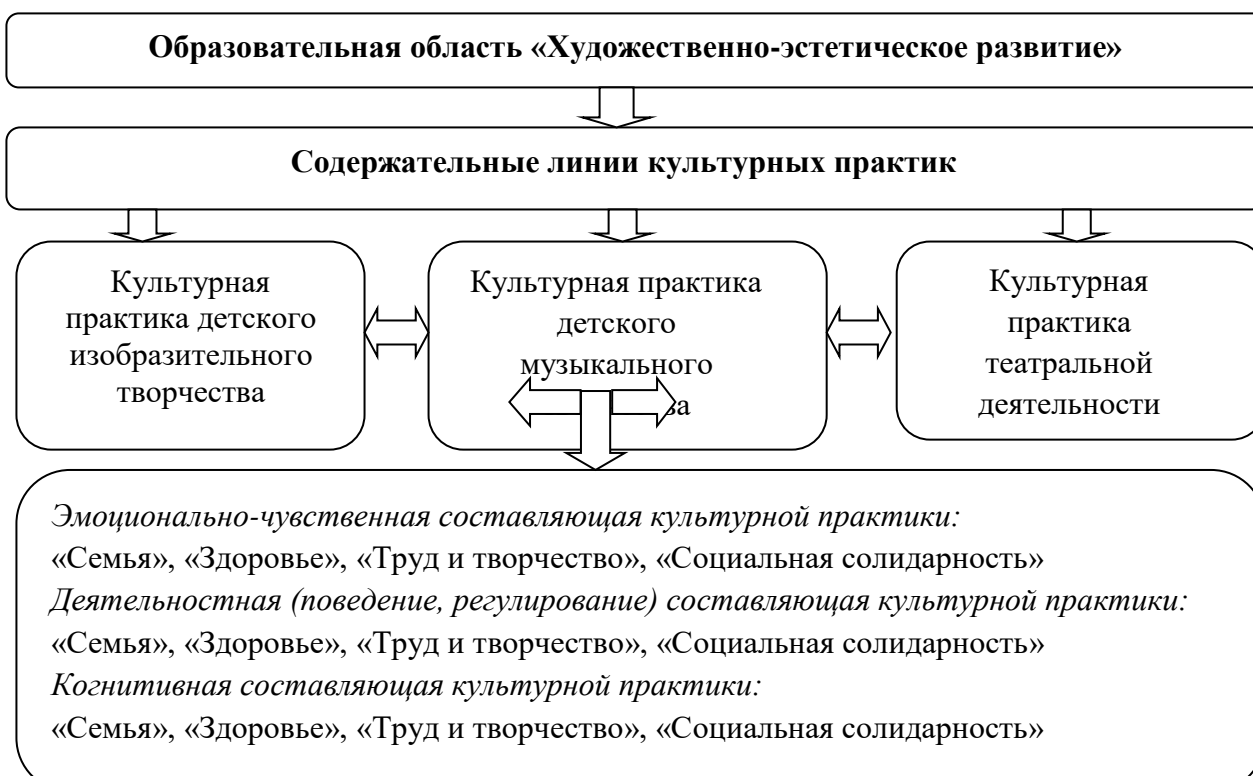 Образовательная область «Художественно-эстетическое развитие»
Содержательные линии культурных практик
Культурная
практика детского
изобразительного
творчества
Культурная практика
детского
музыкального
ва
Культурная
практика
театральной
деятельности
Эмоционально-чувственная составляющая культурной практики:
«Семья», «Здоровье», «Труд и творчество», «Социальная солидарность»
Деятельностная (поведение, регулирование) составляющая культурной практики:
«Семья», «Здоровье», «Труд и творчество», «Социальная солидарность»
Когнитивная составляющая культурной практики:
«Семья», «Здоровье», «Труд и творчество», «Социальная солидарность»